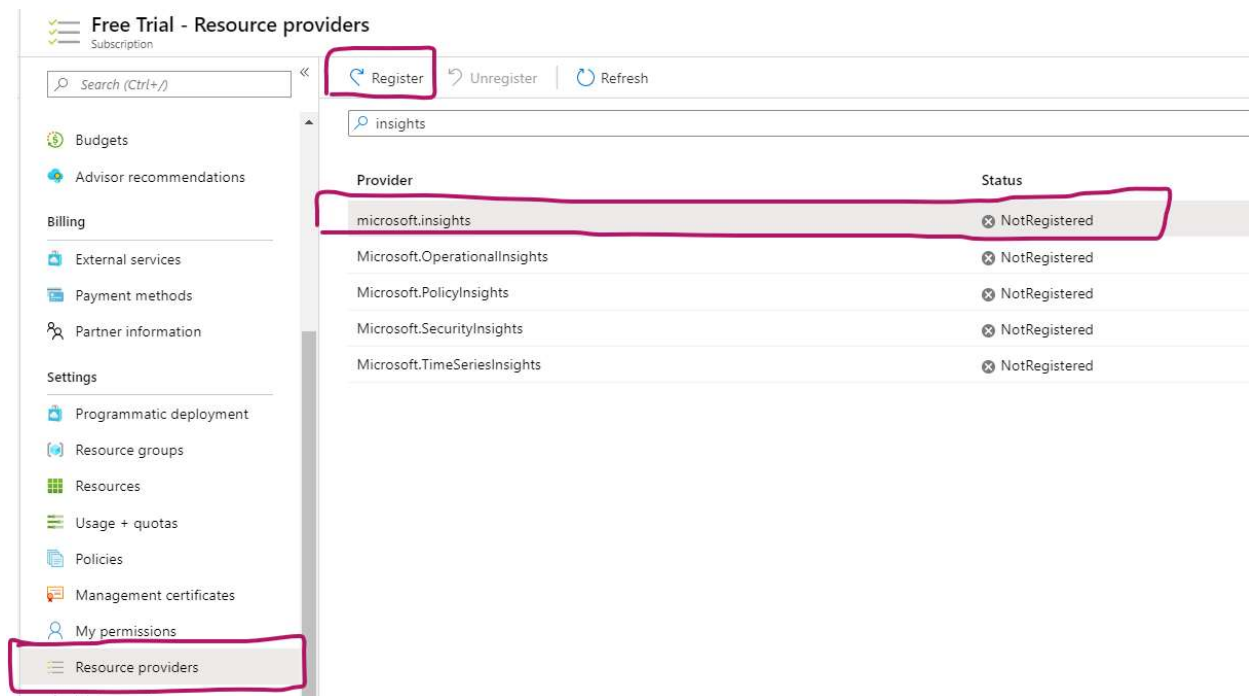 Free Trial - Resource providers
Subscription
Search (Ctrl+/)
«
Budgets
Advisor recommendations
Billing
External services
Payment methods
Partner information
Settings
Programmatic deployment
Resource groups
Resources
Usage + quotas
Policies
Management certificates
My permissions
Resource providers
Register Unregister Refresh
insights
Provider Status
microsoft.insights NotRegistered
Microsoft.OperationalInsights NotRegistered
Microsoft.PolicyInsights NotRegistered
Microsoft.SecurityInsights NotRegistered
Microsoft.TimeSeriesInsights NotRegistered